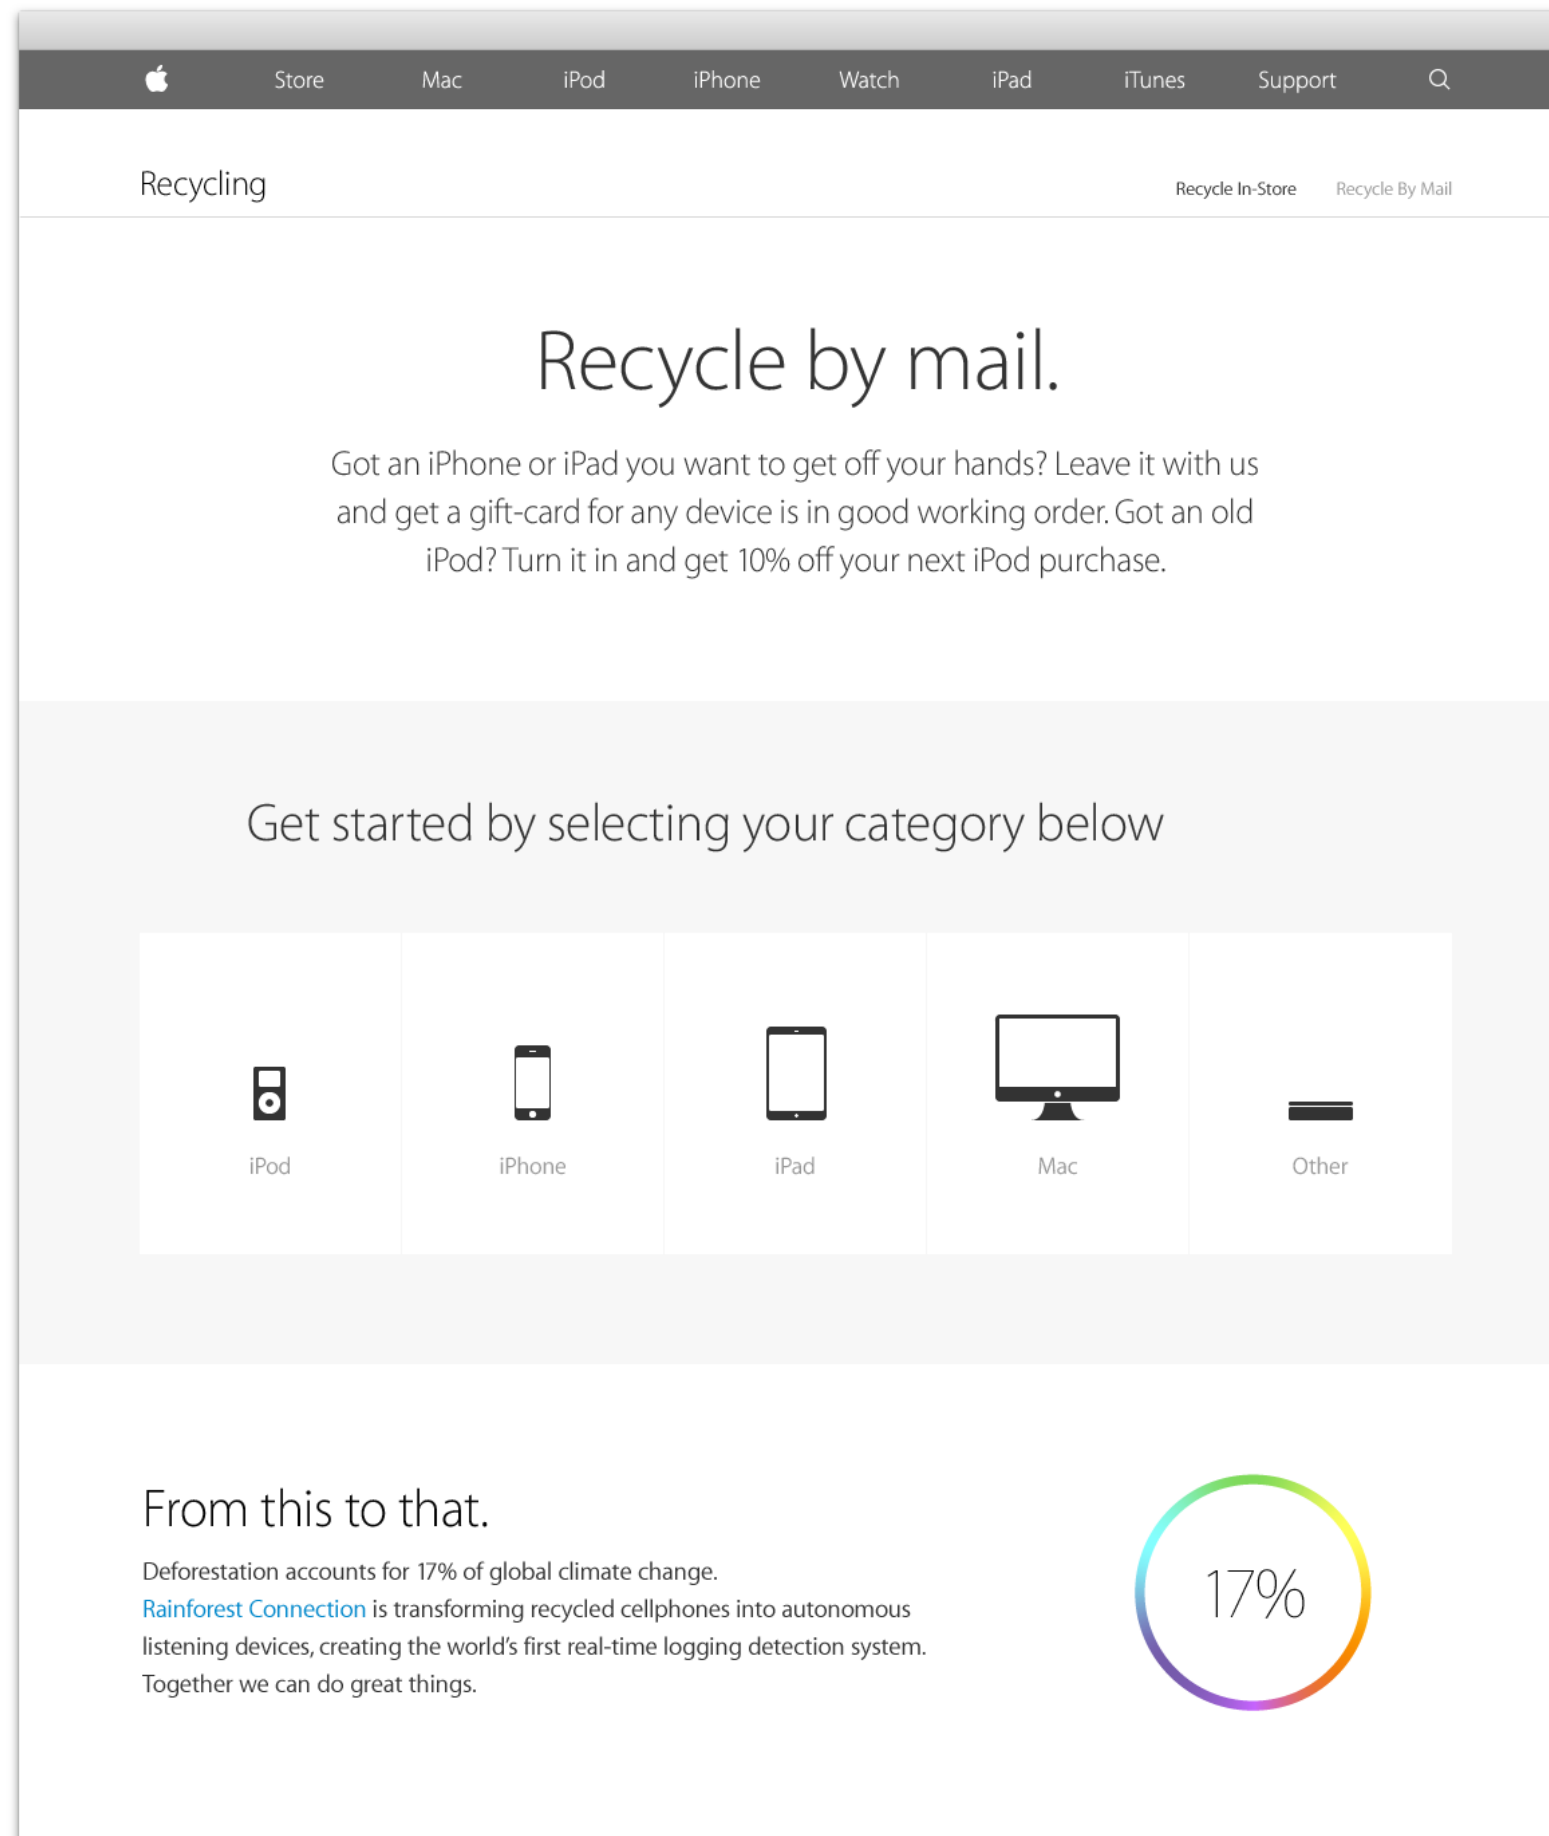 Store Mac iPod iPhone Watch iPad iTunes Support
Recycling
Recycle In-Store Recycle By Mail
Recycle by mail.
Got an iPhone or iPad you want to get off your hands? Leave it with us
and get a gift-card for any device is in good working order. Got an old
iPod? Turn it in and get 10% off your next iPod purchase.
Get started by selecting your category below
iPod iPhone iPad Mac Other
From this to that.
Deforestation accounts for 17% of global climate change.
Rainforest Connection is transforming recycled cellphones into autonomous
listening devices, creating the world's first real-time logging detection system.
Together we can do great things.
17%